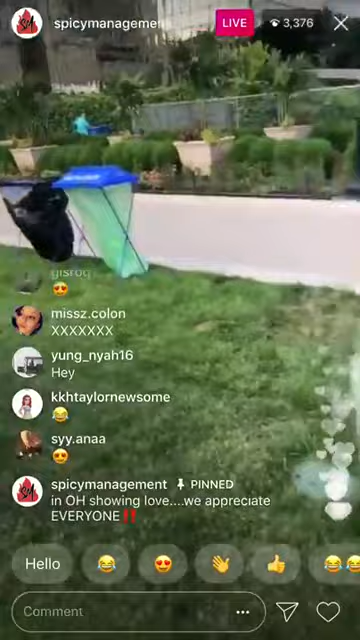 spicymanagement
LIVE
3,376
gisroq
😍
missz.colon
XXXXXXX
yung_nyah16
Hey
kkhtaylornewsome
😂
syy.anaa
😍
spicymanagement PINNED
in OH showing love....we appreciate
EVERYONE‼️
Hello 😂 😍 👋 👍 😂😂
Comment ...